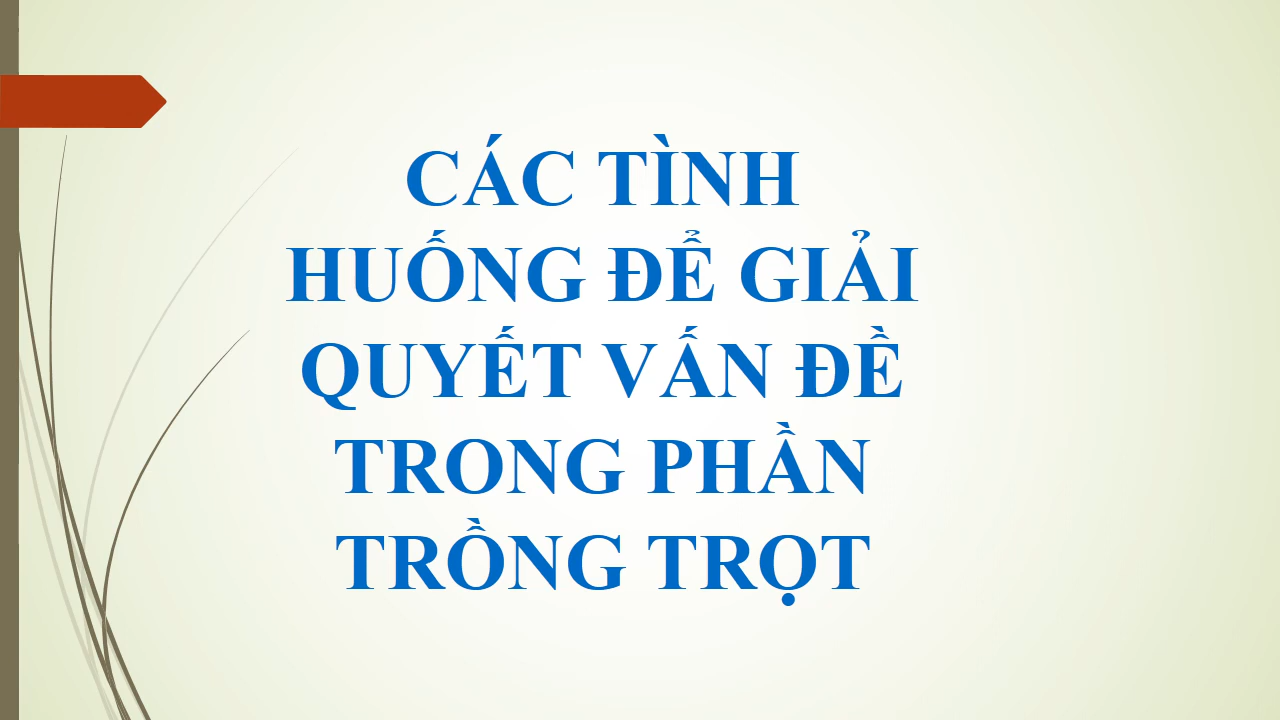 CÁC TÌNH
HUỐNG ĐỂ GIẢI
QUYẾT VẤN ĐỀ
TRONG PHẦN
TRỒNG TRỌT